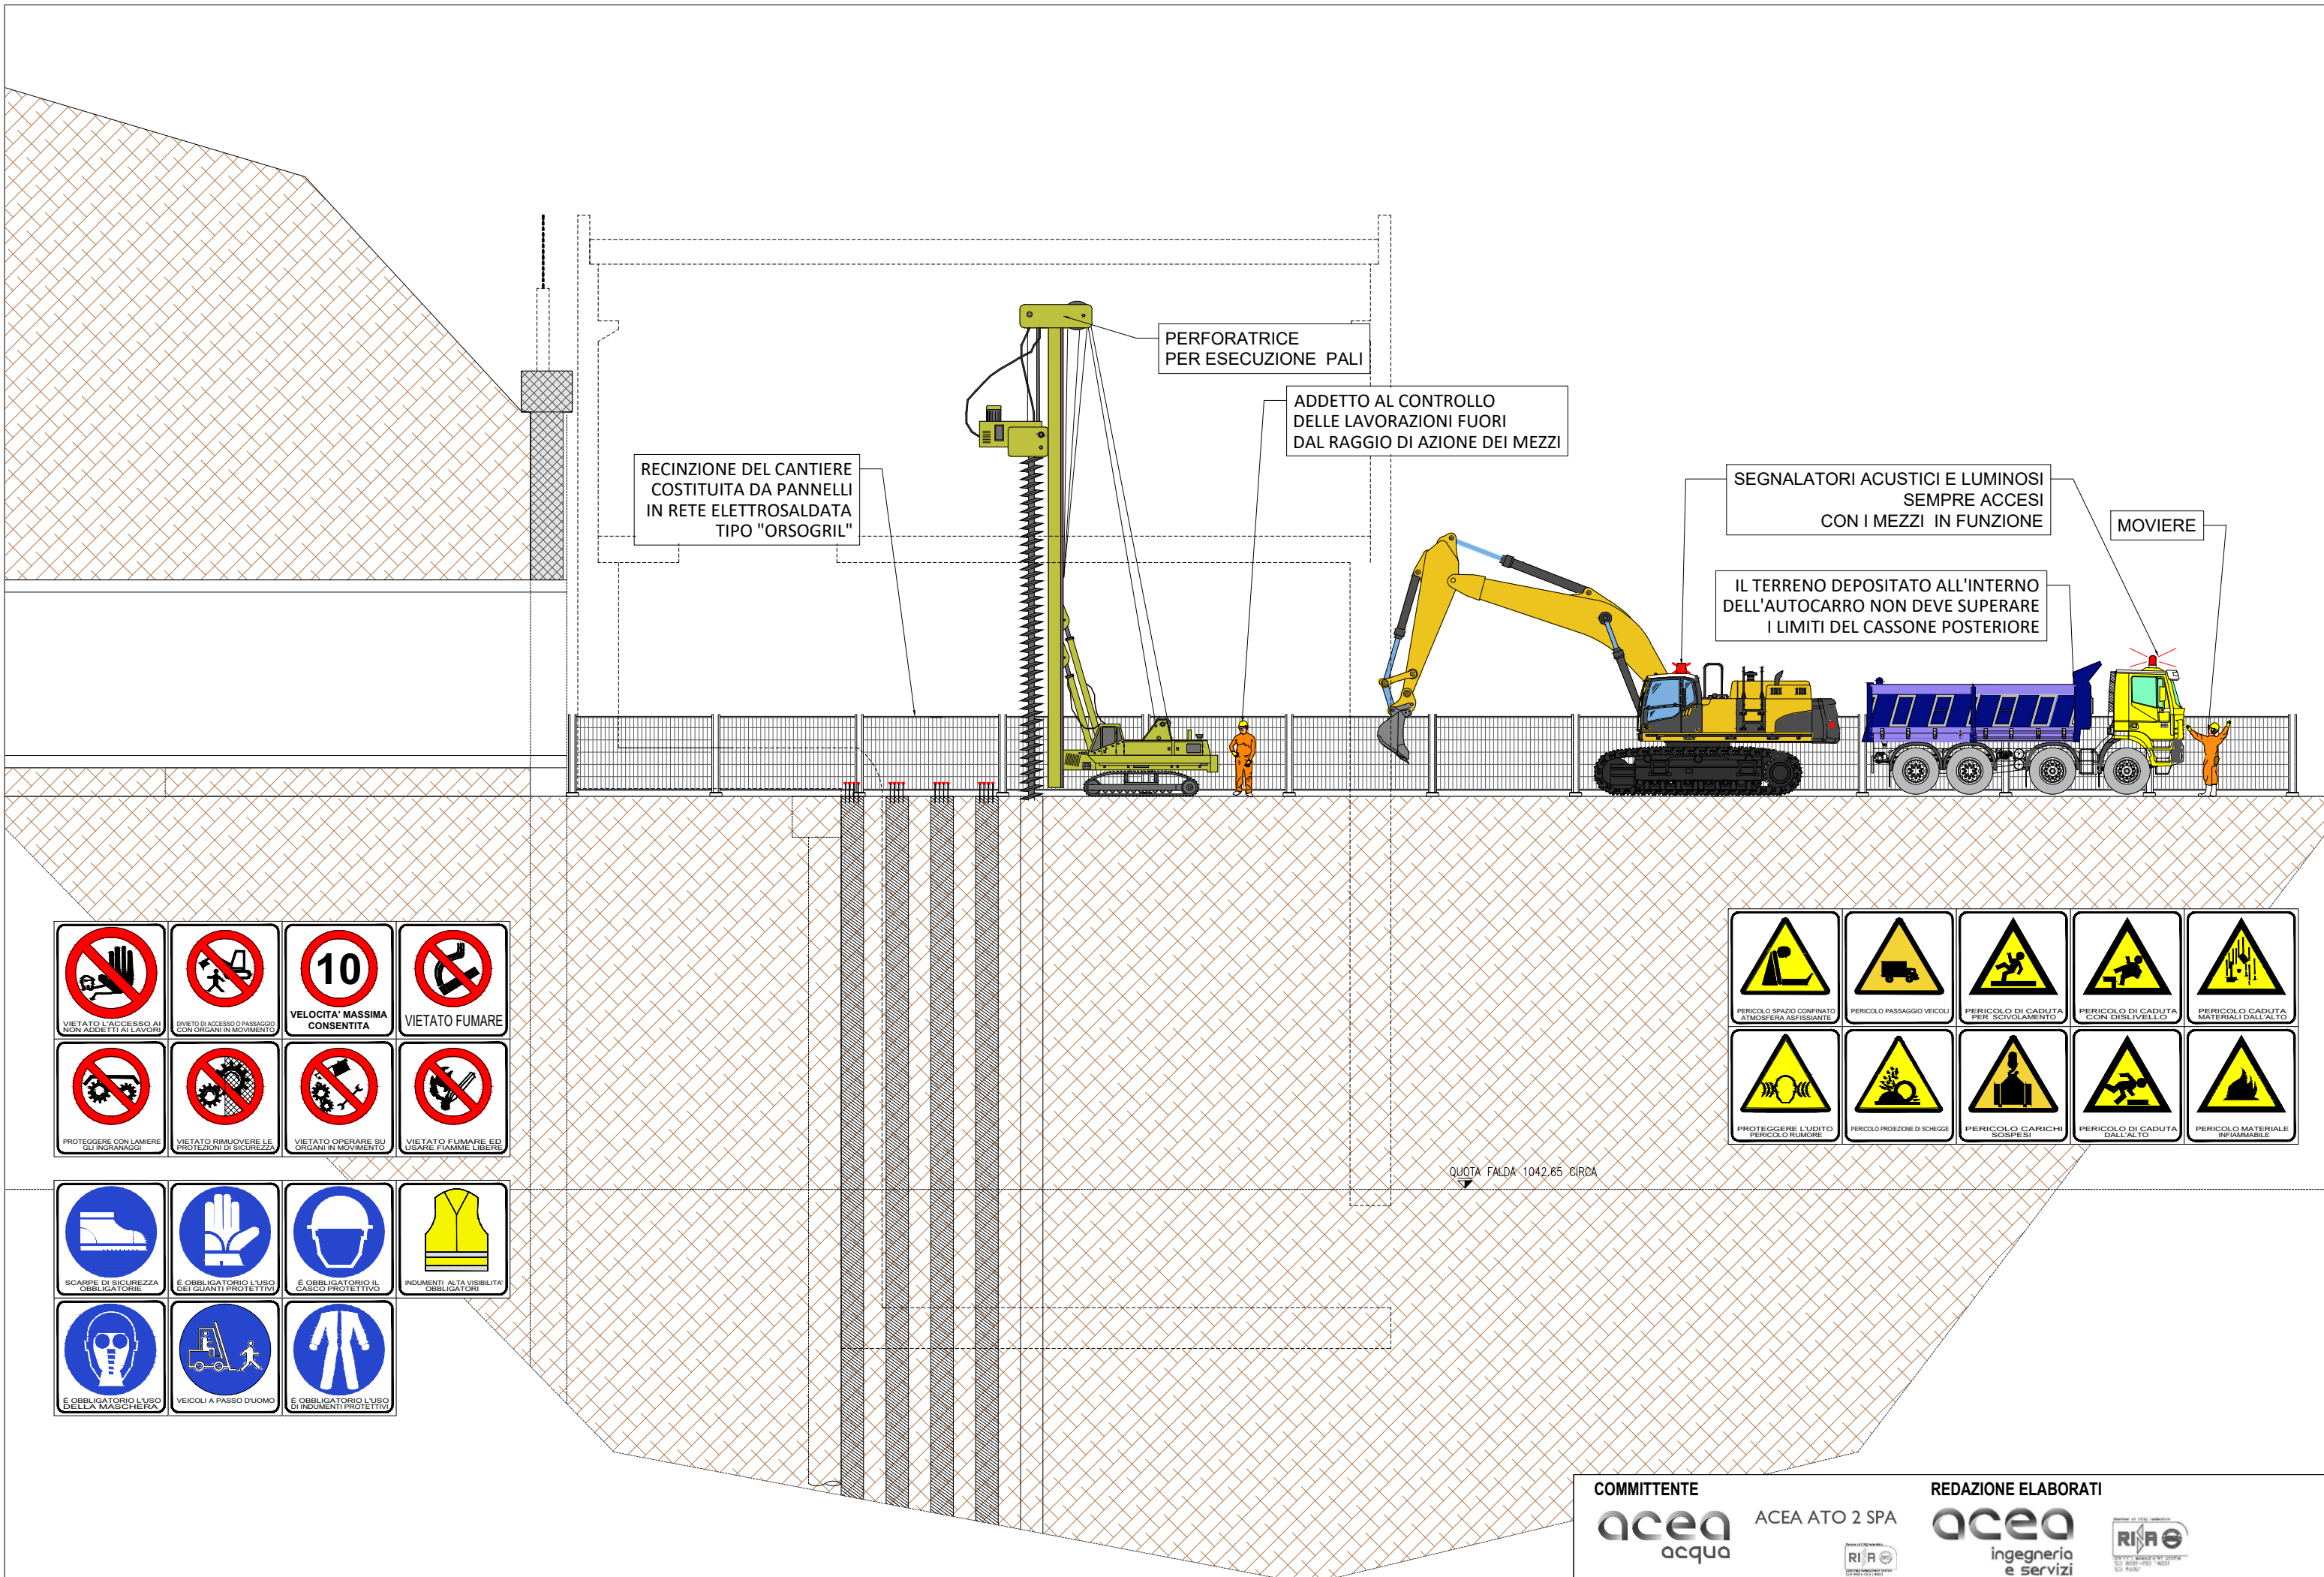 PERFORATRICE
PER ESECUZIONE PALI
ADDETTO AL CONTROLLO
DELLE LAVORAZIONI FUORI
DAL RAGGIO DI AZIONE DEI MEZZI
RECINZIONE DEL CANTIERE
COSTITUITA DA PANNELLI
IN RETE ELETTROSALDATA
TIPO "ORSOGRIL"
SEGNALATORI ACUSTICI E LUMINOSI
SEMPRE ACCESI
CON I MEZZI IN FUNZIONE
MOVIERE
IL TERRENO DEPOSITATO ALL'INTERNO
DELL'AUTOCARRO NON DEVE SUPERARE
I LIMITI DEL CASSONE POSTERIORE
VIETATO L'ACCESSO AI
NON ADDETTI AI LAVORI
DIVIETO DI ACCESSO O PASSAGGIO
CON ORGANI IN MOVIMENTO
10
VELOCITA' MASSIMA
CONSENTITA
VIETATO FUMARE
PROTEGGERE CON LAMIERE
GLI INGRANAGGI
VIETATO RIMUOVERE LE
PROTEZIONI DI SICUREZZA
VIETATO OPERARE SU
ORGANI IN MOVIMENTO
VIETATO FUMARE ED
USARE FIAMME LIBERE
PERICOLO SPAZIO CONFINATO
ATMOSFERA ASFISSIANTE
PERICOLO PASSAGGIO VEICOLI
PERICOLO DI CADUTA
PER SCIVOLAMENTO
PERICOLO DI CADUTA
CON DISLIVELLO
PERICOLO CADUTA
MATERIALI DALL'ALTO
PROTEGGERE L'UDITO
PERICOLO RUMORE
PERICOLO PROIEZIONE DI SCHEGGE
PERICOLO CARICHI
SOSPESI
PERICOLO DI CADUTA
DALL'ALTO
PERICOLO MATERIALE
INFIAMMABILE
QUOTA FALDA 1042.65 CIRCA
SCARPE DI SICUREZZA
OBBLIGATORIE
È OBBLIGATORIO L'USO
DEI GUANTI PROTETTIVI
È OBBLIGATORIO IL
CASCO PROTETTIVO
INDUMENTI ALTA VISIBILITA'
OBBLIGATORI
È OBBLIGATORIO L'USO
DELLA MASCHERA
VEICOLI A PASSO D'UOMO
È OBBLIGATORIO L'USO
DI INDUMENTI PROTETTIVI
COMMITTENTE
acea
acqua
ACEA ATO 2 SPA
RINA
REDAZIONE ELABORATI
acea
ingegneria
e servizi
RINA